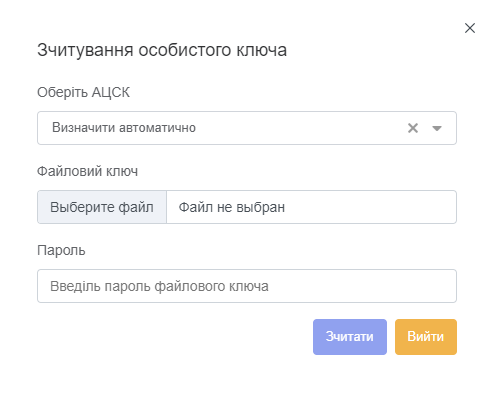 Зчитування особистого ключа
Оберіть АЦСК
Визначити автоматично
Файловий ключ
Выберите файл Файл не выбран
Пароль
Введіль пароль файлового ключа
Зчитати Вийти